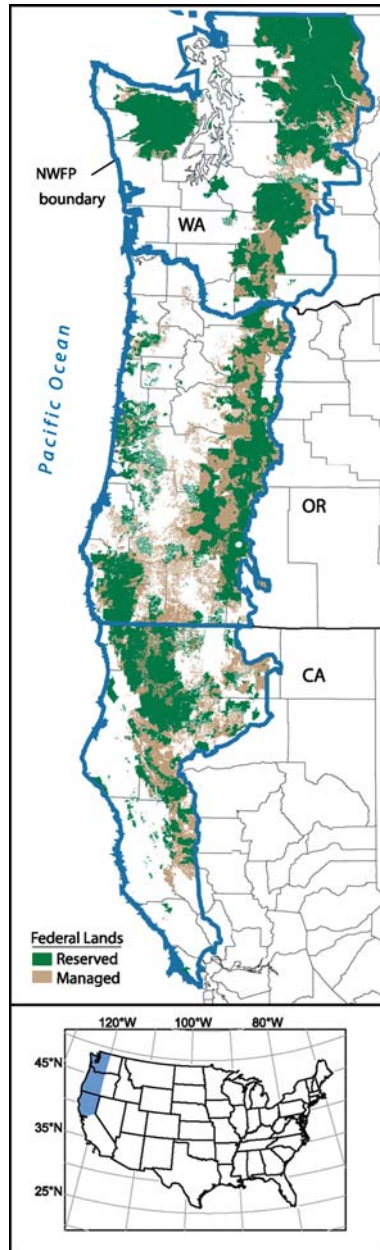 NWFP
boundary
WA
Pacific Ocean
OR
CA
Federal Lands
Reserved
Managed
120°W 100°W 80°W
45°N
35°N
25°N